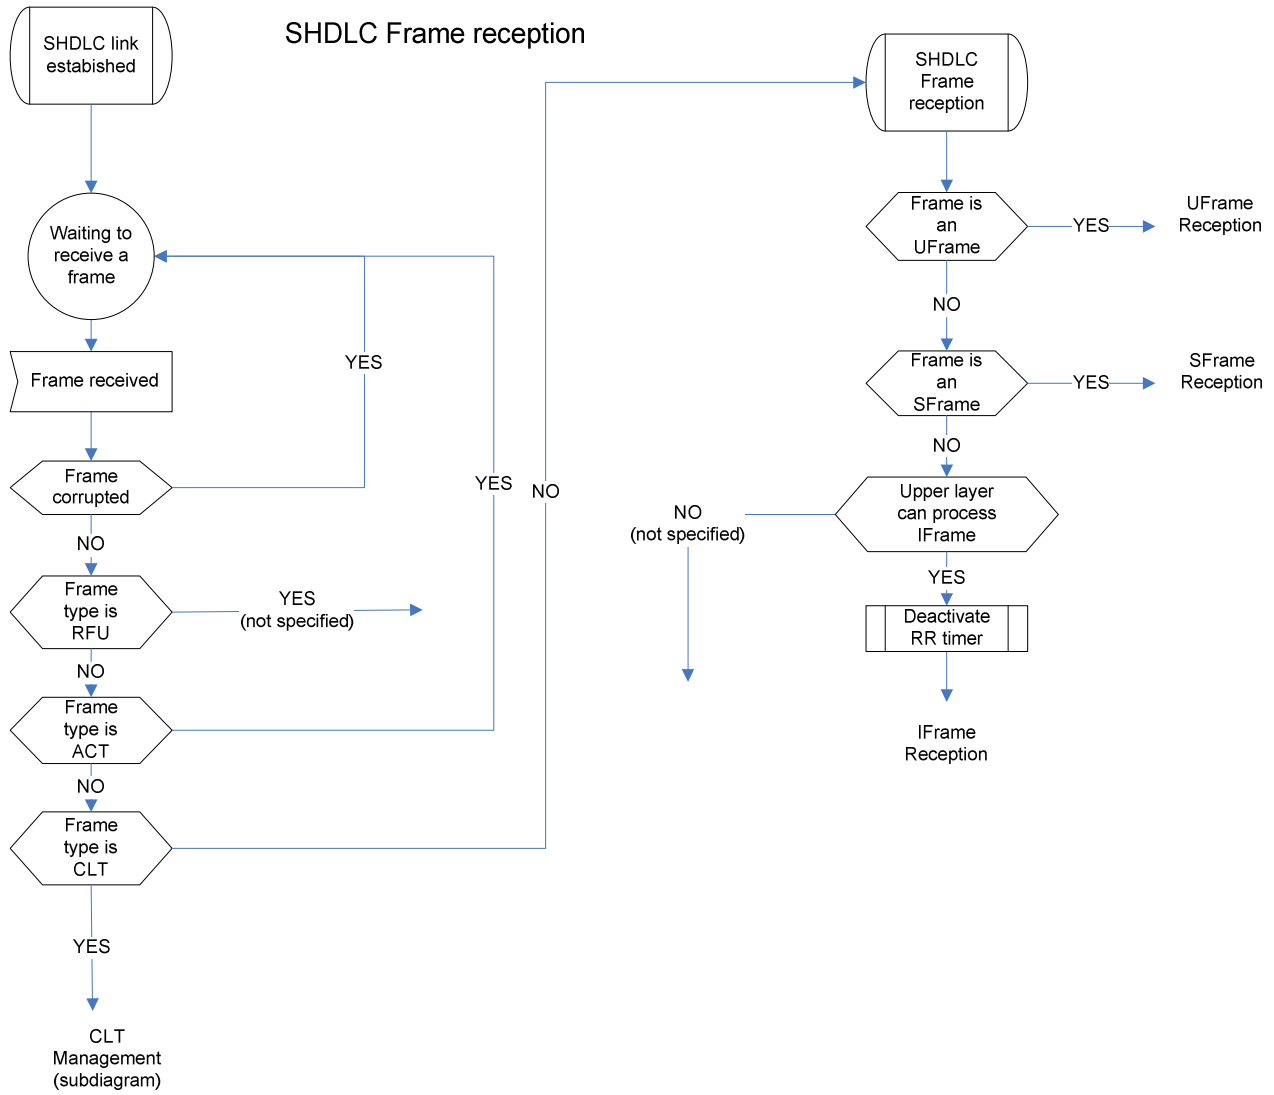 SHDLC Frame reception
SHDLC link
estabished
Waiting to
receive a
frame
Frame received
YES
Frame
corrupted
NO
Frame
type is
RFU
YES
(not specified)
NO
Frame
type is
ACT
YES
NO
Frame
type is
CLT
NO
YES
CLT
Management
(subdiagram)
SHDLC
Frame
reception
Frame is
an
UFrame
YES
UFrame
Reception
NO
Frame is
an
SFrame
YES
SFrame
Reception
NO
Upper layer
can process
IFrame
NO
(not specified)
YES
Deactivate
RR timer
IFrame
Reception